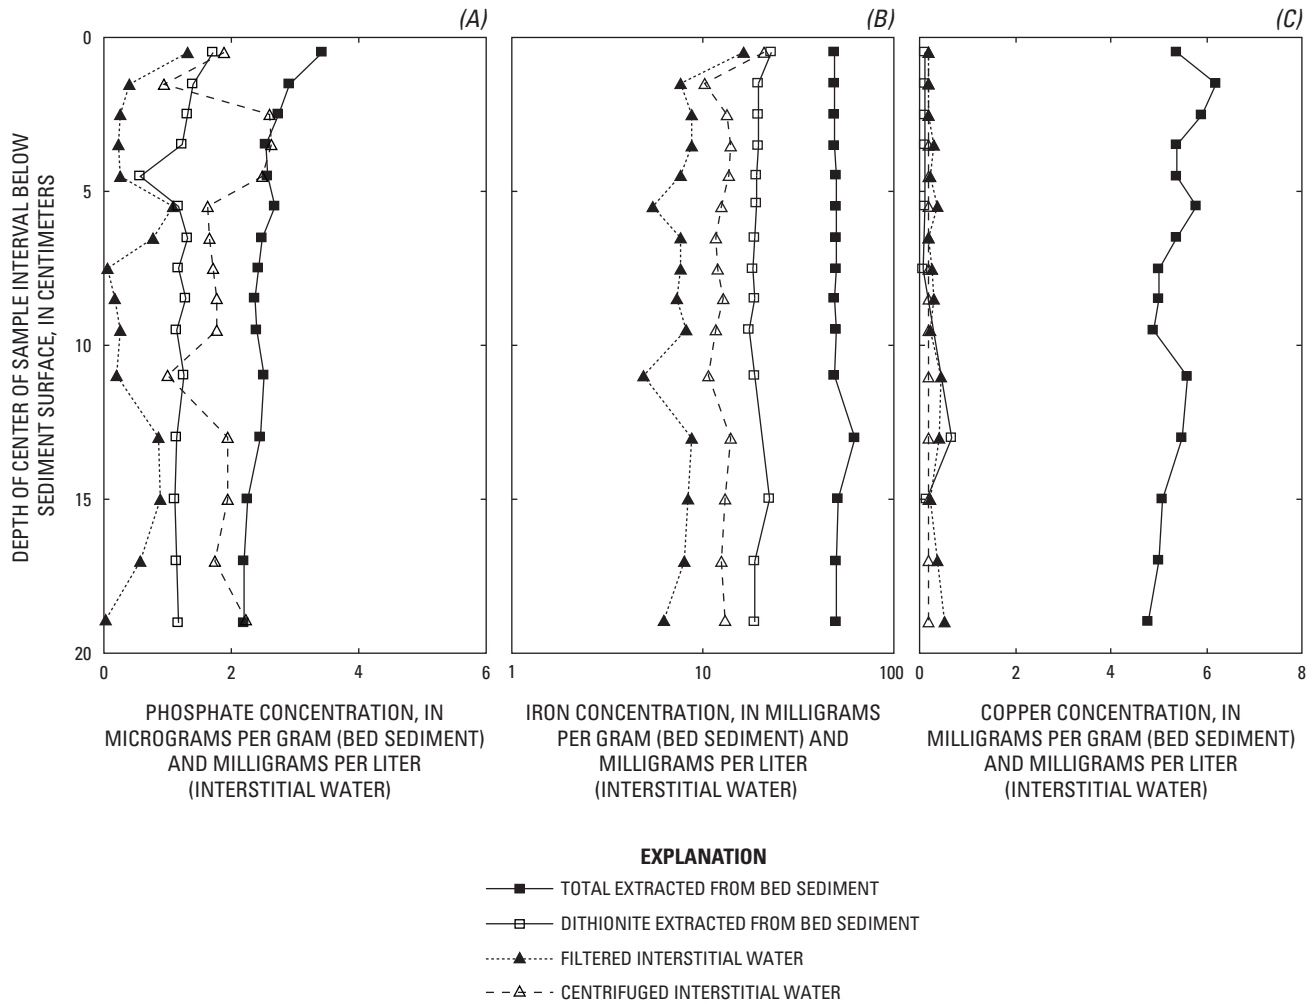 (A)
(B)
(C)
DEPTH OF CENTER OF SAMPLE INTERVAL BELOW
SEDIMENT SURFACE, IN CENTIMETERS
0
5
10
15
20
0
2
4
6
1
10
100
0
2
4
6
8
PHOSPHATE CONCENTRATION, IN
MICROGRAMS PER GRAM (BED SEDIMENT)
AND MILLIGRAMS PER LITER
(INTERSTITIAL WATER)
IRON CONCENTRATION, IN MILLIGRAMS
PER GRAM (BED SEDIMENT) AND
MILLIGRAMS PER LITER
(INTERSTITIAL WATER)
COPPER CONCENTRATION, IN
MILLIGRAMS PER GRAM (BED SEDIMENT)
AND MILLIGRAMS PER LITER
(INTERSTITIAL WATER)
EXPLANATION
TOTAL EXTRACTED FROM BED SEDIMENT
DITHIONITE EXTRACTED FROM BED SEDIMENT
FILTERED INTERSTITIAL WATER
CENTRIFUGED INTERSTITIAL WATER